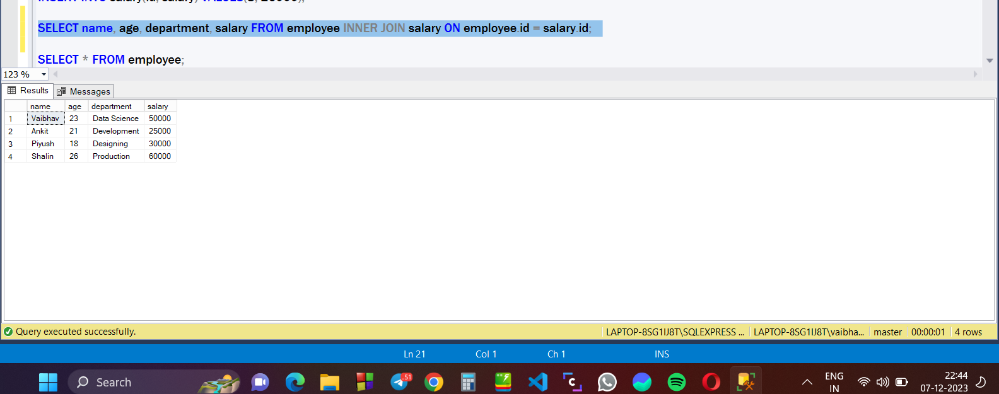 INSERT INTO salary(id, salary) VALUES(
SELECT name, age, department, salary FROM employee INNER JOIN salary ON employee.id = salary.id;
SELECT * FROM employee;
123 %
Results Messages
name age department salary
1 Vaibhav 23 Data Science 50000
2 Ankit 21 Development 25000
3 Piyush 18 Designing 30000
4 Shalin 26 Production 60000
Query executed successfully. LAPTOP-8SG1IJ8T\SQLEXPRESS ... LAPTOP-8SG1IJ8T\vaibha... master 00:00:01 4 rows
Ln 21 Col 1 Ch 1 INS
Search .51 C ENG 22:44
IN 07-12-2023